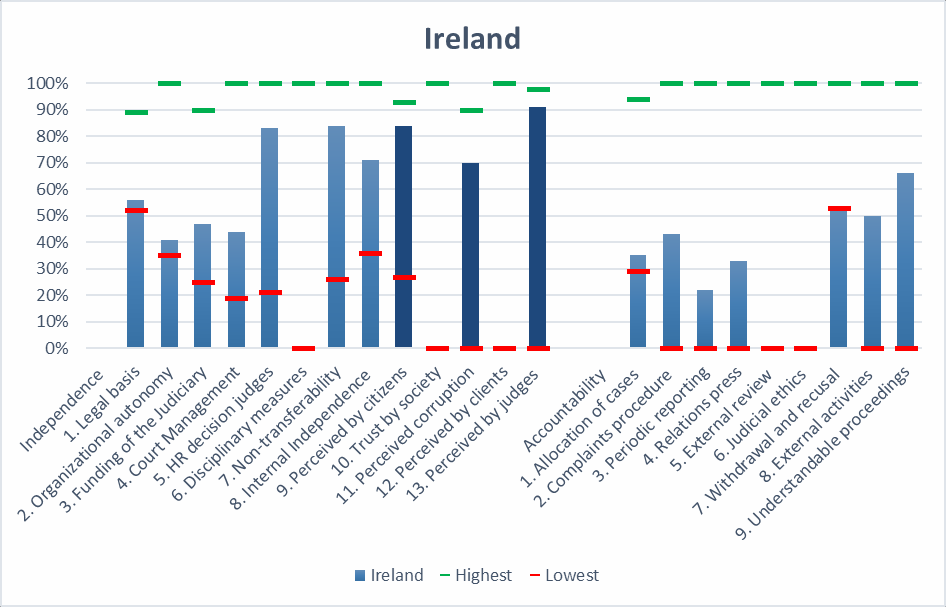 Ireland
100%
90%
80%
70%
60%
50%
40%
30%
20%
10%
0%
Independence
1. Legal basis
2. Organizational autonomy
3. Funding of the Judiciary
4. Court Management
5. HR decision judges
6. Disciplinary measures
7. Non-transferability
8. Internal Independence
9. Perceived by citizens
10. Trust by society
11. Perceived corruption
12. Perceived by clients
13. Perceived by judges
Accountability
1. Allocation of cases
2. Complaints procedure
3. Periodic reporting
4. Relations press
5. External review
6. Judicial ethics
7. Withdrawal and recusal
8. External activities
9. Understandable proceedings
Ireland
Highest
Lowest